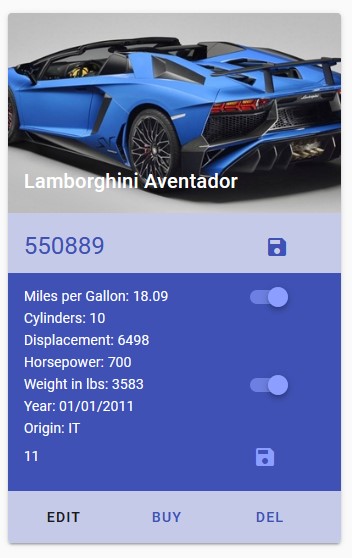 Lamborghini Aventador
550889
Miles per Gallon: 18.09
Cylinders: 10
Displacement: 6498
Horsepower: 700
Weight in lbs: 3583
Year: 01/01/2011
Origin: IT
11
EDIT BUY DEL